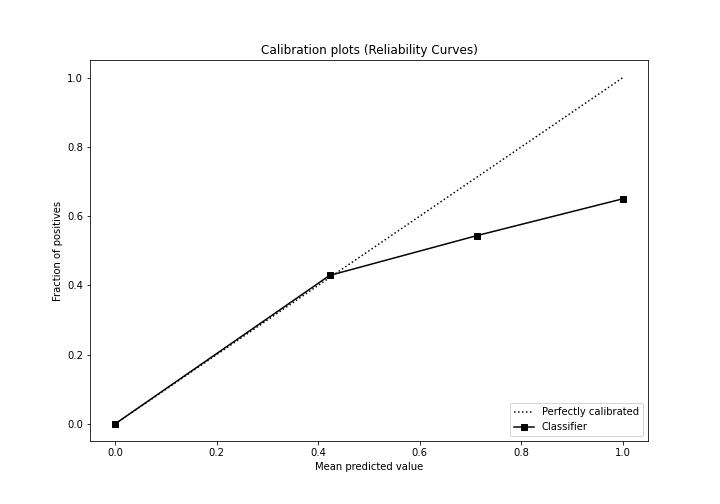 Calibration plots (Reliability Curves)
1.0
0.8
0.6
0.4
0.2
0.0
Fraction of positives
0.0 0.2 0.4 0.6 0.8 1.0
Mean predicted value
Perfectly calibrated
Classifier